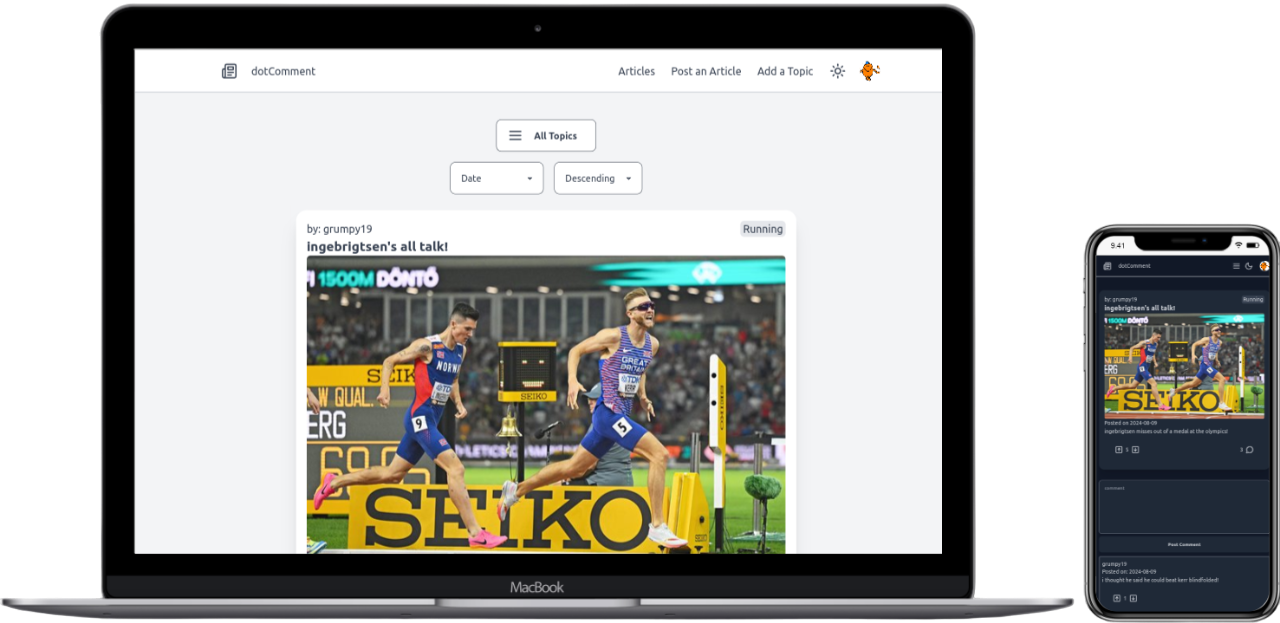 dotComment
Articles
Post an Article
Add a Topic
All Topics
Date
Descending
by: grumpy19
Running
ingebrigtsen's all talk!
1500M DÖNTŐ
SEIKO
NORW
GREAT BRITAIN
TDK
9
5
SEIKO
W QUAL.
ERG
SEIKO
MacBook
9:41
dotComment
by: grumpy19
Running
ingebrigtsen's all talk!
1500M DÖNTŐ
SEIKO
Posted on 2024-08-09
ingebrigtsen misses out of a medal at the olympics!
5
3
comment
Post Comment
grumpy19
Posted on: 2024-08-09
i thought he said he could beat kerr blindfolded!
1